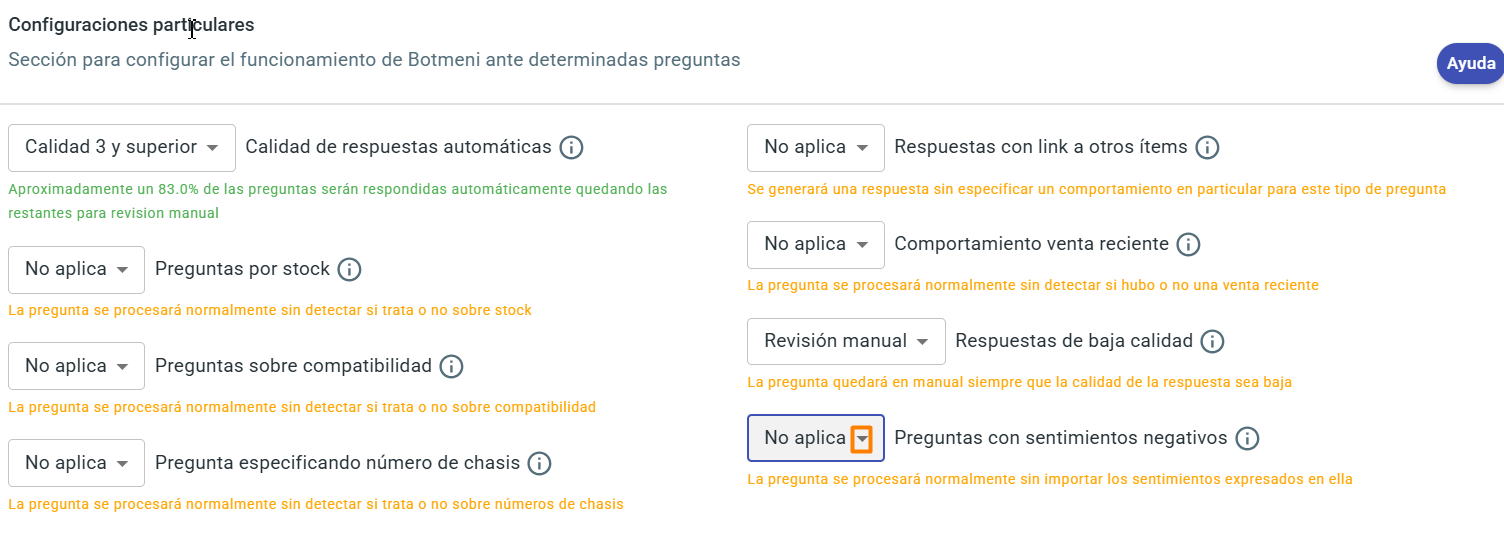 Configuraciones particulares
Sección para configurar el funcionamiento de Botmeni ante determinadas preguntas
Ayuda
Calidad 3 y superior
Calidad de respuestas automáticas
Aproximadamente un 83.0% de las preguntas serán respondidas automáticamente quedando las
restantes para revision manual
No aplica
Preguntas por stock
La pregunta se procesará normalmente sin detectar si trata o no sobre stock
No aplica
Preguntas sobre compatibilidad
La pregunta se procesará normalmente sin detectar si trata o no sobre compatibilidad
No aplica
Pregunta especificando número de chasis
La pregunta se procesará normalmente sin detectar si trata o no sobre números de chasis
No aplica
Respuestas con link a otros ítems
Se generará una respuesta sin especificar un comportamiento en particular para este tipo de pregunta
No aplica
Comportamiento venta reciente
La pregunta se procesará normalmente sin detectar si hubo o no una venta reciente
Revisión manual
Respuestas de baja calidad
La pregunta quedará en manual siempre que la calidad de la respuesta sea baja
No aplica
Preguntas con sentimientos negativos
La pregunta se procesará normalmente sin importar los sentimientos expresados en ella